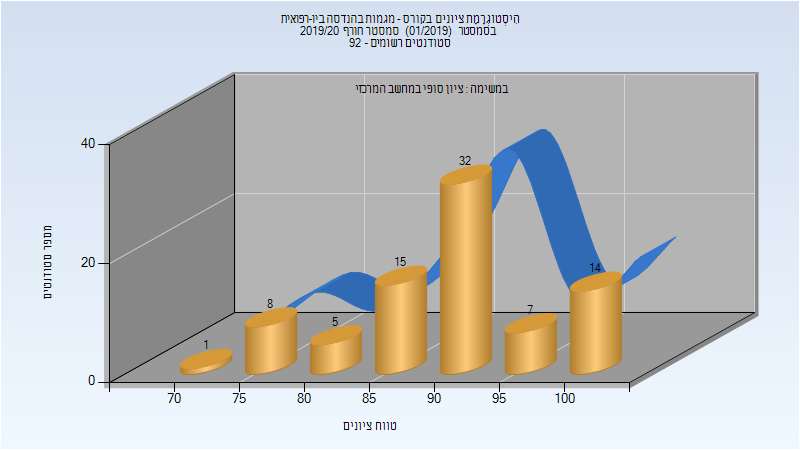 היסטוגרמת ציונים בקורס - מגמות בהנדסה ביו-רפואית
בסמסטר (01/2019) סמסטר חורף 2019/20
סטודנטים רשומים - 92
במשימה : ציון סופי במחשב המרכזי
מספר סטודנטים
40
20
0
1
8
5
15
32
7
14
70
75
80
85
90
95
100
טווח ציונים